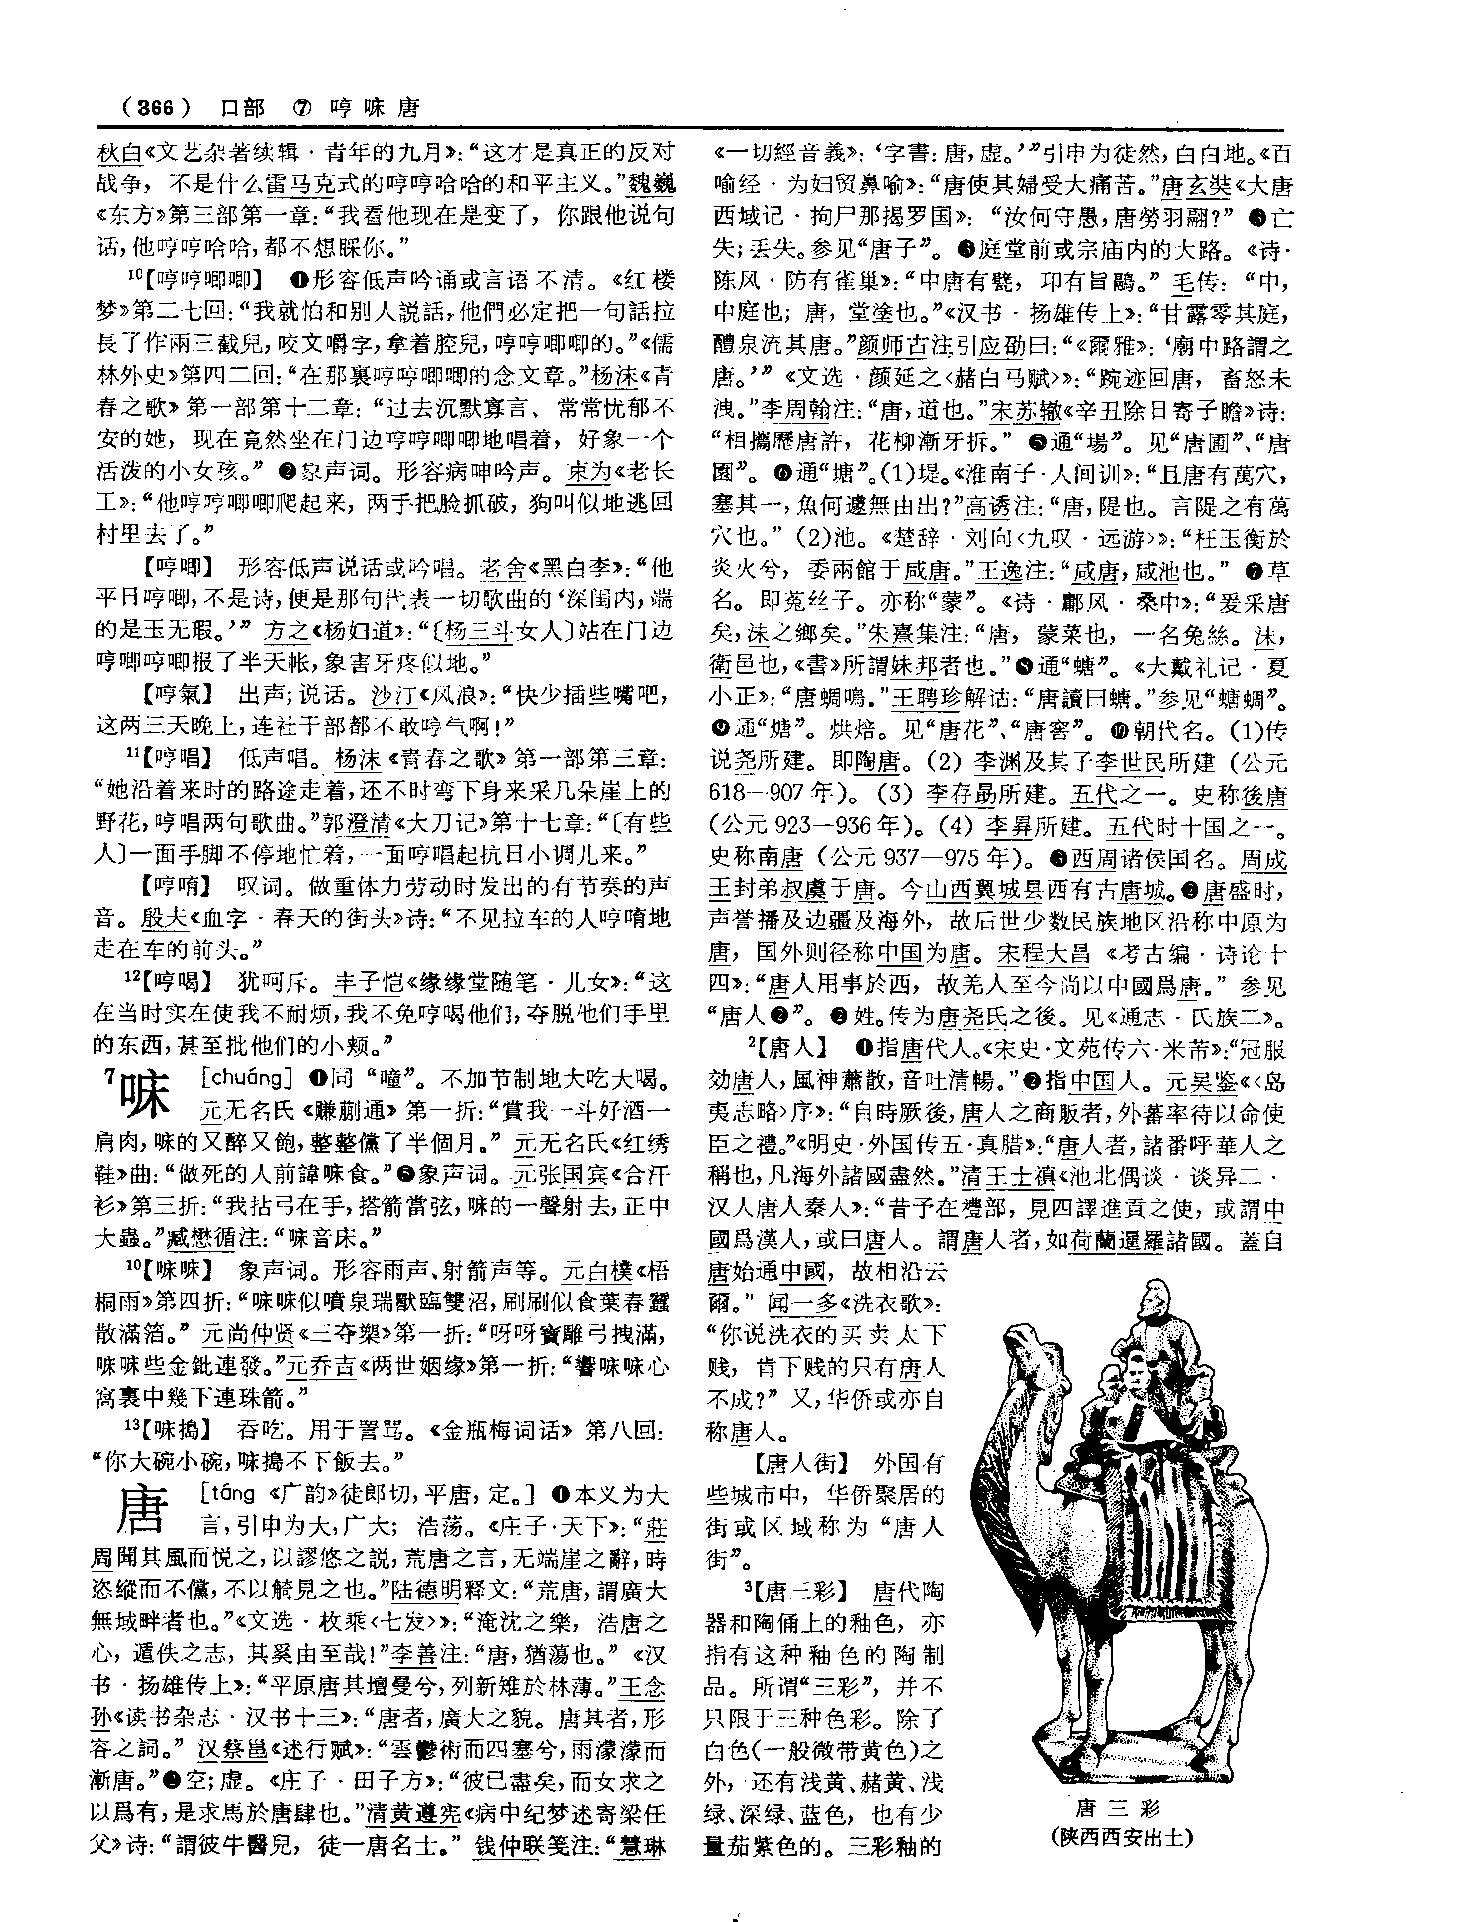 (366) 口部 ⑦ 哼㖠唐
秋白《文艺杂著续辑·青年的九月》：“这才是真正的反对
战争，不是什么雷马克式的哼哼哈哈的和平主义。”魏巍
《东方》第三部第一章：“我看他现在是变了，你跟他说句
话，他哼哼哈哈，都不想睬你。”
¹⁰【哼哼唧唧】 ❶形容低声吟诵或言语不清。《红楼
梦》第二七回：“我就怕和别人説話，他們必定把一句話拉
長了作兩三截兒，咬文嚼字，拿着腔兒，哼哼唧唧的。”《儒
林外史》第四二回：“在那裏哼哼唧唧的念文章。”杨沫《青
春之歌》第一部第十二章：“过去沉默寡言、常常忧郁不
安的她，现在竟然坐在门边哼哼唧唧地唱着，好象一个
活泼的小女孩。”❷象声词。形容病呻吟声。束为《老长
工》：“他哼哼唧唧爬起来，两手把脸抓破，狗叫似地逃回
村里去了。”
【哼唧】 形容低声说话或吟唱。老舍《黑白李》：“他
平日哼唧，不是诗，便是那句代表一切歌曲的‘深闺内，端
的是玉无瑕。’”方之《杨妇道》：“〔杨三斗女人〕站在门边
哼唧哼唧报了半天帐，象害牙疼似地。”
【哼氣】 出声；说话。沙汀《风浪》：“快少插些嘴吧，
这两三天晚上，连社干部都不敢哼气啊！”
¹¹【哼唱】 低声唱。杨沫《青春之歌》第一部第三章：
“她沿着来时的路途走着，还不时弯下身来采几朵崖上的
野花，哼唱两句歌曲。”郭澄清《大刀记》第十七章：“〔有些
人〕一面手脚不停地忙着，一面哼唱起抗日小调儿来。”
【哼唷】 叹词。做重体力劳动时发出的有节奏的声
音。殷夫《血字·春天的街头》诗：“不见拉车的人哼唷地
走在车的前头。”
¹²【哼喝】 犹呵斥。丰子恺《缘缘堂随笔·儿女》：“这
在当时实在使我不耐烦，我不免哼喝他们，夺脱他们手里
的东西，甚至批他们的小颊。”
⁷㖠 [chuáng] ❶同“噇”。不加节制地大吃大喝。
元无名氏《赚蒯通》第一折：“賞我一斗好酒一
肩肉，㖠的又醉又飽，整整儻了半個月。”元无名氏《红绣
鞋》曲：“做死的人前諱㖠食。”❷象声词。元张国宾《合汗
衫》第三折：“我拈弓在手，搭箭當弦，㖠的一聲射去，正中
大蟲。”臧懋循注：“㖠音床。”
¹⁰【㖠㖠】 象声词。形容雨声、射箭声等。元白樸《梧
桐雨》第四折：“㖠㖠似噴泉瑞獸臨雙沼，刷刷似食葉春蠶
散滿箔。”元尚仲贤《三夺槊》第一折：“呀呀寶雕弓拽滿，
㖠㖠些金鈚連發。”元乔吉《两世姻缘》第一折：“響㖠㖠心
窩裏中幾下連珠箭。”
¹³【㖠搗】 吞吃。用于詈骂。《金瓶梅词话》第八回：
“你大碗小碗，㖠搗不下飯去。”
唐 [táng 《广韵》徒郎切，平唐，定。] ❶本义为大
言，引申为大，广大；浩荡。《庄子·天下》：“莊
周聞其風而悦之，以謬悠之説，荒唐之言，无端崖之辭，時
恣縱而不儻，不以觭見之也。”陆德明释文：“荒唐，謂廣大
無域畔者也。”《文选·枚乘〈七发〉》：“淹沈之樂，浩唐之
心，遁佚之志，其奚由至哉！”李善注：“唐，猶蕩也。”《汉
书·扬雄传上》：“平原唐其壇曼兮，列新雉於林薄。”王念
孙《读书杂志·汉书十三》：“唐者，廣大之貌。唐其者，形
容之詞。”汉蔡邕《述行赋》：“雲鬱術而四塞兮，雨濛濛而
漸唐。”❷空；虚。《庄子·田子方》：“彼已盡矣，而女求之
以爲有，是求馬於唐肆也。”清黄遵宪《病中纪梦述寄梁任
父》诗：“謂彼牛醫兒，徒一唐名士。”钱仲联笺注：“慧琳
《一切經音義》：‘字書：唐，虚。’”引申为徒然，白白地。《百
喻经·为妇贸鼻喻》：“唐使其婦受大痛苦。”唐玄奘《大唐
西域记·拘尸那揭罗国》：“汝何守愚，唐勞羽翮？”❸亡
失；丢失。参见“唐子”。❹庭堂前或宗庙内的大路。《诗·
陈风·防有雀巢》：“中唐有甓，邛有旨鷊。”毛传：“中，
中庭也；唐，堂塗也。”《汉书·扬雄传上》：“甘露零其庭，
醴泉流其唐。”颜师古注引应劭曰：“《爾雅》：‘廟中路謂之
唐。’”《文选·颜延之〈赭白马赋〉》：“踠迹回唐，畜怒未
洩。”李周翰注：“唐，道也。”宋苏辙《辛丑除日寄子瞻》诗：
“相攜歷唐許，花柳漸牙拆。”❺通“場”。见“唐圃”、“唐
園”。❻通“塘”。(1)堤。《淮南子·人间训》：“且唐有萬穴，
塞其一，魚何遽無由出？”高诱注：“唐，隄也。言隄之有萬
穴也。”(2)池。《楚辞·刘向〈九叹·远游〉》：“枉玉衡於
炎火兮，委兩館于咸唐。”王逸注：“咸唐，咸池也。”❼草
名。即菟丝子。亦称“蒙”。《诗·鄘风·桑中》：“爰采唐
矣，沬之鄉矣。”朱熹集注：“唐，蒙菜也，一名兔絲。沬，
衛邑也，《書》所謂妹邦者也。”❽通“螗”。《大戴礼记·夏
小正》：“唐蜩鳴。”王聘珍解诂：“唐讀曰螗。”参见“螗蜩”。
❾通“煻”。烘焙。见“唐花”、“唐窖”。❿朝代名。(1)传
说尧所建。即陶唐。(2)李渊及其子李世民所建（公元
618—907年）。(3)李存勗所建。五代之一。史称後唐
（公元923—936年）。(4)李昪所建。五代时十国之一。
史称南唐（公元937—975年）。⓫西周诸侯国名。周成
王封弟叔虞于唐。今山西翼城县西有古唐城。⓬唐盛时，
声誉播及边疆及海外，故后世少数民族地区沿称中原为
唐，国外则径称中国为唐。宋程大昌《考古编·诗论十
四》：“唐人用事於西，故羌人至今尚以中國爲唐。”参见
“唐人❷”。⓭姓。传为唐尧氏之後。见《通志·氏族二》。
²【唐人】 ❶指唐代人。《宋史·文苑传六·米芾》：“冠服
効唐人，風神蕭散，音吐清暢。”❷指中国人。元吴鉴《〈岛
夷志略〉序》：“自時厥後，唐人之商販者，外蕃率待以命使
臣之禮。”《明史·外国传五·真腊》：“唐人者，諸番呼華人之
稱也，凡海外諸國盡然。”清王士禛《池北偶谈·谈异二·
汉人唐人秦人》：“昔予在禮部，見四譯進貢之使，或謂中
國爲漢人，或曰唐人。謂唐人者，如荷蘭暹羅諸國。蓋自
唐始通中國，故相沿云
爾。”闻一多《洗衣歌》：
“你说洗衣的买卖太下
贱，肯下贱的只有唐人
不成？”又，华侨或亦自
称唐人。
【唐人街】 外国有
些城市中，华侨聚居的
街或区域称为“唐人
街”。
³【唐三彩】 唐代陶
器和陶俑上的釉色，亦
指有这种釉色的陶制
品。所谓“三彩”，并不
只限于三种色彩。除了
白色（一般微带黄色）之
外，还有浅黄、赭黄、浅
绿、深绿、蓝色，也有少
量茄紫色的。三彩釉的
唐三彩
（陕西西安出土）